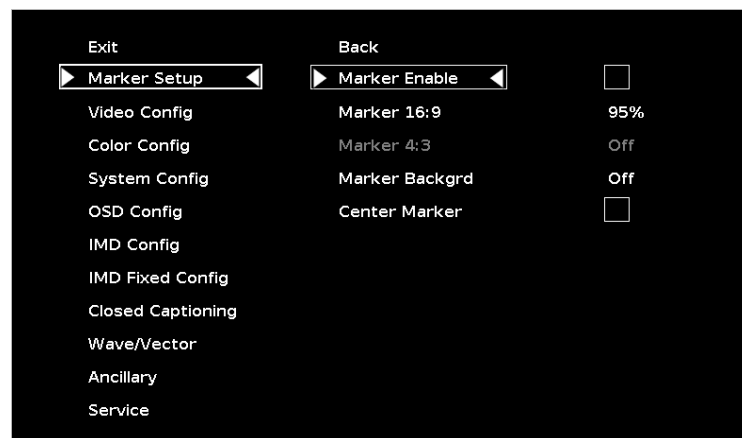 Exit
Back
Marker Setup
Marker Enable
Video Config
Marker 16:9
95%
Color Config
Marker 4:3
Off
System Config
Marker Backgrd
Off
OSD Config
Center Marker
IMD Config
IMD Fixed Config
Closed Captioning
Wave/Vector
Ancillary
Service